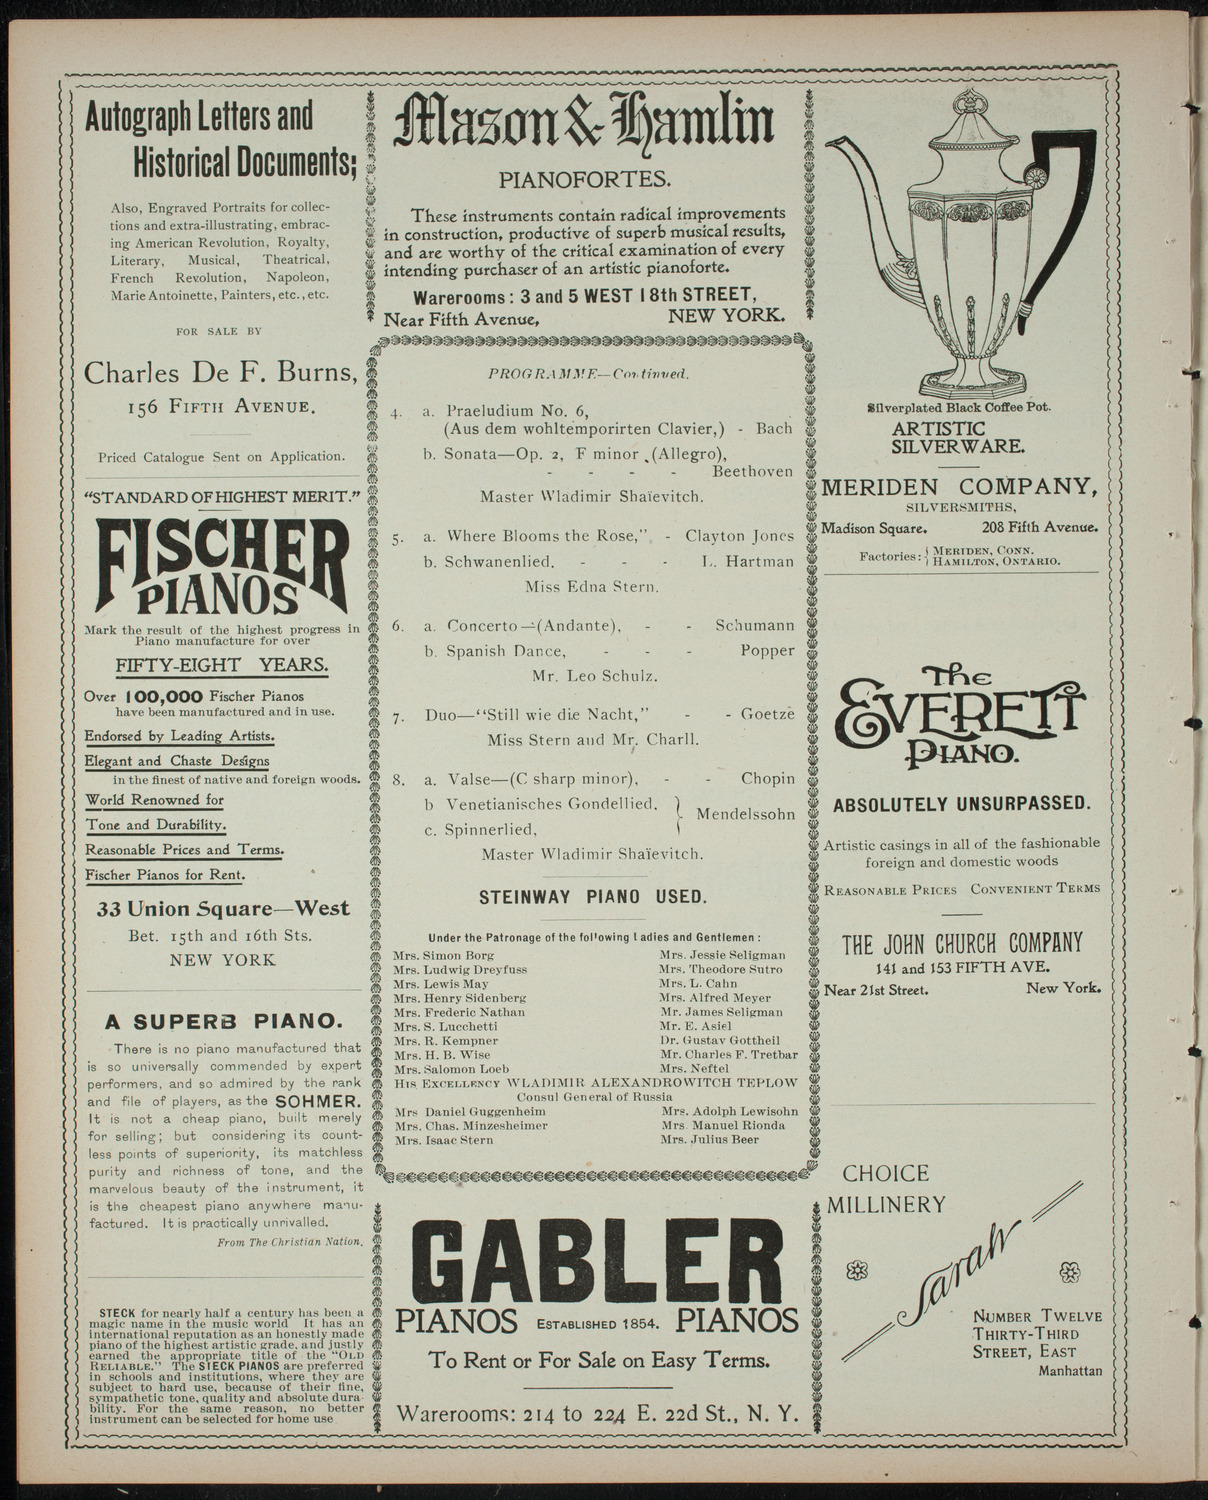 Autograph Letters and
Historical Documents;
Also, Engraved Portraits for collec-
tions and extra-illustrating, embrac-
ing American Revolution, Royalty,
Literary, Musical, Theatrical,
French Revolution, Napoleon,
Marie Antoinette, Painters, etc., etc.
FOR SALE BY
Charles De F. Burns,
156 FIFTH AVENUE.
Priced Catalogue Sent on Application.
"STANDARD OF HIGHEST MERIT."
FISCHER
PIANOS
Mark the result of the highest progress in
Piano manufacture for over
FIFTY-EIGHT YEARS.
Over 100,000 Fischer Pianos
have been manufactured and in use.
Endorsed by Leading Artists.
Elegant and Chaste Designs
in the finest of native and foreign woods.
World Renowned for
Tone and Durability.
Reasonable Prices and Terms.
Fischer Pianos for Rent.
33 Union Square—West
Bet. 15th and 16th Sts.
NEW YORK
A SUPERB PIANO.
There is no piano manufactured that
is so universally commended by expert
performers, and so admired by the rank
and file of players, as the SOHMER.
It is not a cheap piano, built merely
for selling; but considering its count-
less points of superiority, its matchless
purity and richness of tone, and the
marvelous beauty of the instrument, it
is the cheapest piano anywhere manu-
factured. It is practically unrivalled.
From The Christian Nation.
STECK for nearly half a century has been a
magic name in the music world It has an
international reputation as an honestly made
piano of the highest artistic grade, and justly
earned the appropriate title of the "OLD
RELIABLE." The STECK PIANOS are preferred
in schools and institutions, where they are
subject to hard use, because of their fine,
sympathetic tone, quality and absolute dura-
bility. For the same reason, no better
instrument can be selected for home use
Mason & Hamlin
PIANOFORTES.
These instruments contain radical improvements
in construction, productive of superb musical results,
and are worthy of the critical examination of every
intending purchaser of an artistic pianoforte.
Warerooms: 3 and 5 WEST 18th STREET,
Near Fifth Avenue, NEW YORK.
PROGRAMME—Continued.
4. a. Praeludium No. 6,
(Aus dem wohltemporirten Clavier,) - Bach
b. Sonata—Op. 2, F minor (Allegro),
- - - - Beethoven
Master Wladimir Shaïevitch.
5. a. Where Blooms the Rose," - Clayton Jones
b. Schwanenlied. - - - L. Hartman
Miss Edna Stern.
6. a. Concerto—(Andante), - - Schumann
b. Spanish Dance, - - - Popper
Mr. Leo Schulz.
7. Duo—"Still wie die Nacht," - - Goetze
Miss Stern and Mr. Charll.
8. a. Valse—(C sharp minor), - - Chopin
b Venetianisches Gondellied, } Mendelssohn
c. Spinnerlied,
Master Wladimir Shaïevitch.
STEINWAY PIANO USED.
Under the Patronage of the following Ladies and Gentlemen:
Mrs. Simon Borg Mrs. Jessie Seligman
Mrs. Ludwig Dreyfuss Mrs. Theodore Sutro
Mrs. Lewis May Mrs. L. Cahn
Mrs. Henry Sidenberg Mrs. Alfred Meyer
Mrs. Frederic Nathan Mr. James Seligman
Mrs. S. Lucchetti Mr. E. Asiel
Mrs. R. Kempner Dr. Gustav Gottheil
Mrs. H. B. Wise Mr. Charles F. Tretbar
Mrs. Salomon Loeb Mrs. Neftel
HIS EXCELLENCY WLADIMIR ALEXANDROWITCH TEPLOW
Consul General of Russia
Mrs Daniel Guggenheim Mrs. Adolph Lewisohn
Mrs. Chas. Minzesheimer Mrs Manuel Rionda
Mrs. Isaac Stern Mrs. Julius Beer
GABLER
PIANOS ESTABLISHED 1854. PIANOS
To Rent or For Sale on Easy Terms.
Warerooms: 214 to 224 E. 22d St., N. Y.
Silverplated Black Coffee Pot.
ARTISTIC
SILVERWARE.
MERIDEN COMPANY,
SILVERSMITHS,
Madison Square. 208 Fifth Avenue.
Factories: { MERIDEN, CONN.
HAMILTON, ONTARIO.
The
EVERETT
PIANO.
ABSOLUTELY UNSURPASSED.
Artistic casings in all of the fashionable
foreign and domestic woods
REASONABLE PRICES CONVENIENT TERMS
THE JOHN CHURCH COMPANY
141 and 153 FIFTH AVE.
Near 21st Street. New York.
CHOICE
MILLINERY
Sarah
NUMBER TWELVE
THIRTY-THIRD
STREET, EAST
Manhattan